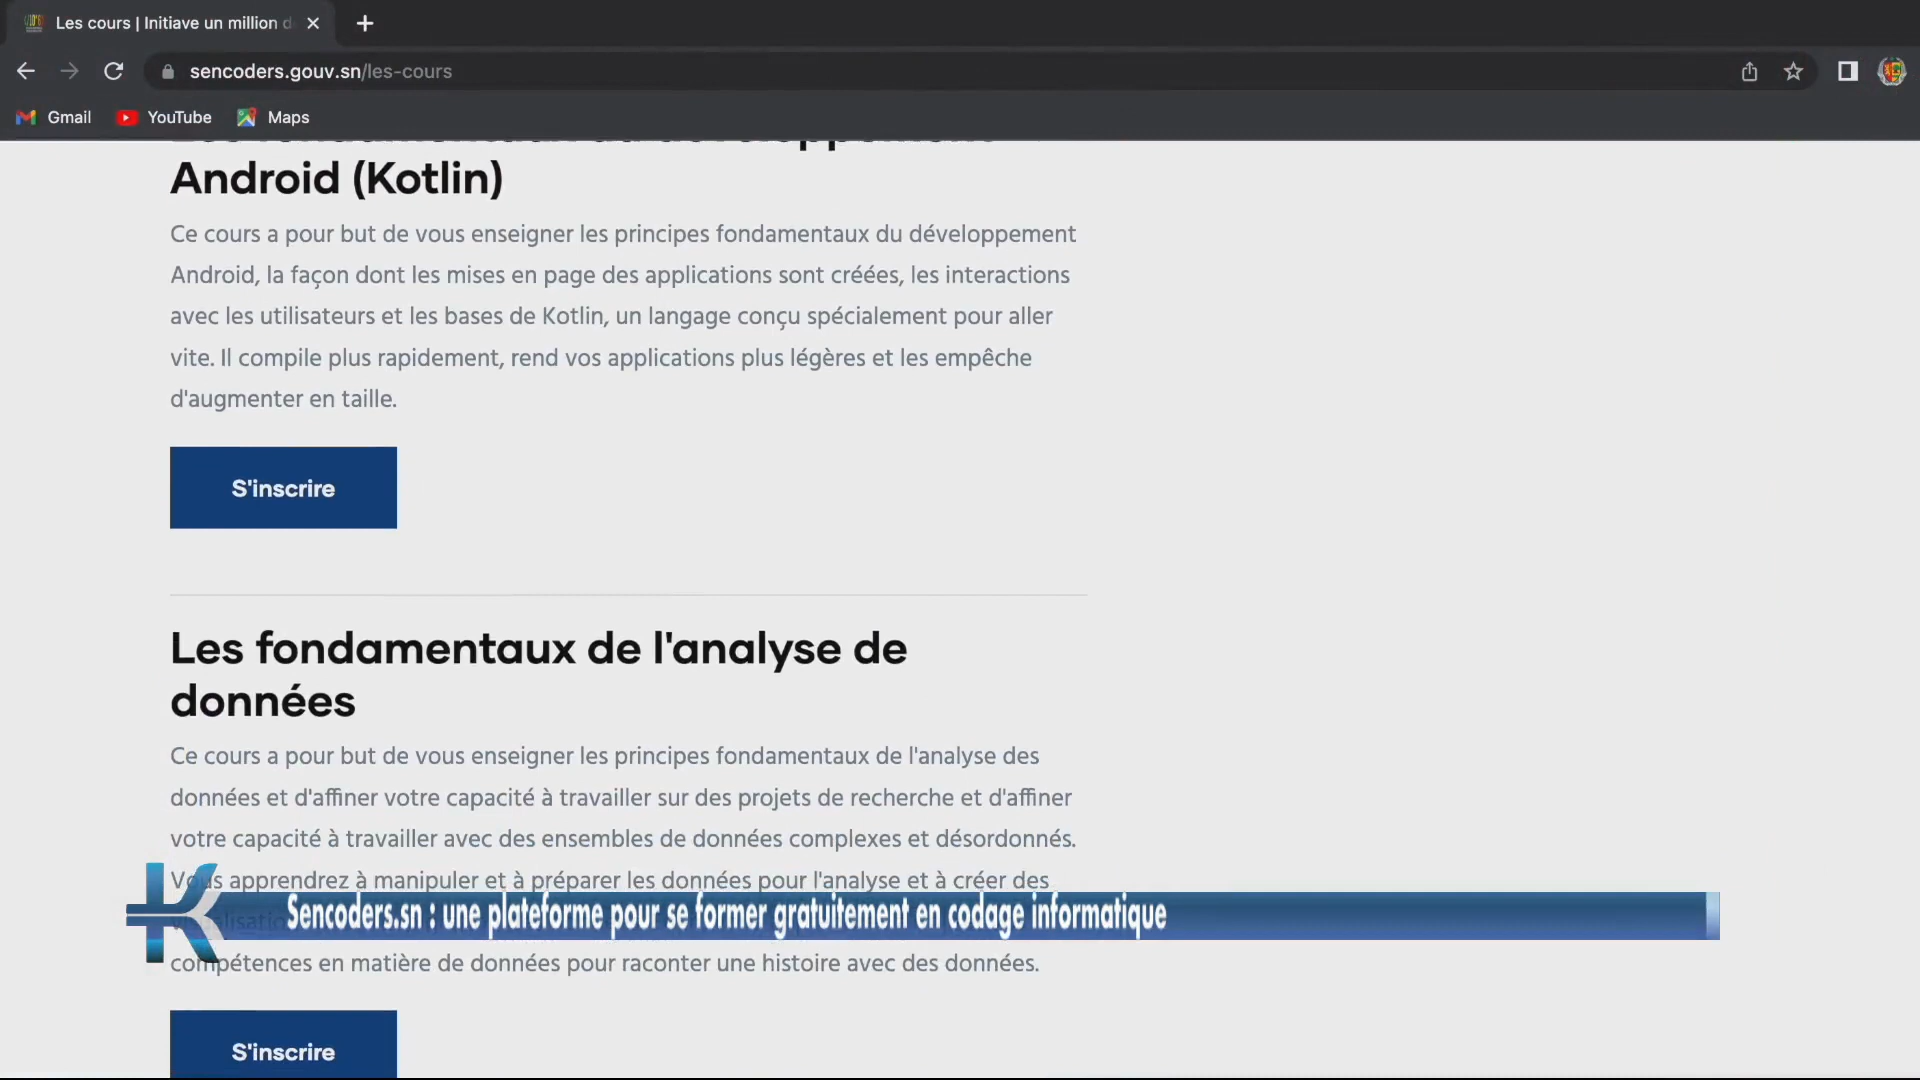 Les cours | Initiave un million d
sencoders.gouv.sn/les-cours
Gmail YouTube Maps
Android (Kotlin)
Ce cours a pour but de vous enseigner les principes fondamentaux du développement
Android, la façon dont les mises en page des applications sont créées, les interactions
avec les utilisateurs et les bases de Kotlin, un langage conçu spécialement pour aller
vite. Il compile plus rapidement, rend vos applications plus légères et les empêche
d'augmenter en taille.
S'inscrire
Les fondamentaux de l'analyse de
données
Ce cours a pour but de vous enseigner les principes fondamentaux de l'analyse des
données et d'affiner votre capacité à travailler sur des projets de recherche et d'affiner
votre capacité à travailler avec des ensembles de données complexes et désordonnés.
Vous apprendrez à manipuler et à préparer les données pour l'analyse et à créer des
K
Sencoders.sn : une plateforme pour se former gratuitement en codage informatique
compétences en matière de données pour raconter une histoire avec des données.
S'inscrire